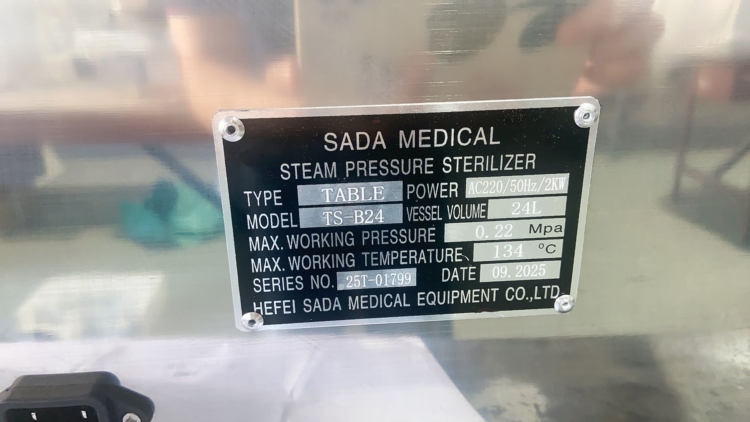 SADA MEDICAL
STEAM PRESSURE STERILIZER
TYPE TABLE POWER AC220/50Hz/2KW
MODEL TS-B24 VESSEL VOLUME 24L
MAX. WORKING PRESSURE 0.22 Mpa
MAX. WORKING TEMPERATURE 134 °C
SERIES NO. 25T-01799 DATE 09.2025
HEFEI SADA MEDICAL EQUIPMENT CO.,LTD